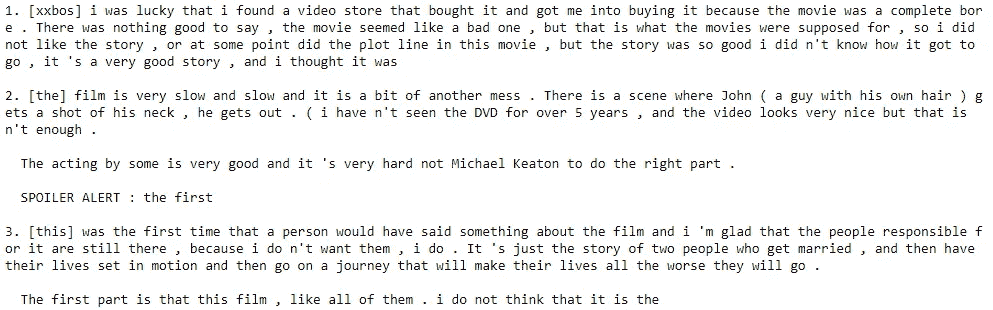 1. [xxbos] i was lucky that i found a video store that bought it and got me into buying it because the movie was a complete bor
e . There was nothing good to say , the movie seemed like a bad one , but that is what the movies were supposed for , so i did
not like the story , or at some point did the plot line in this movie , but the story was so good i did n't know how it got to
go , it 's a very good story , and i thought it was
2. [the] film is very slow and slow and it is a bit of another mess . There is a scene where John ( a guy with his own hair ) g
ets a shot of his neck , he gets out . ( i have n't seen the DVD for over 5 years , and the video looks very nice but that is
n't enough .
The acting by some is very good and it 's very hard not Michael Keaton to do the right part .
SPOILER ALERT : the first
3. [this] was the first time that a person would have said something about the film and i 'm glad that the people responsible f
or it are still there , because i do n't want them , i do . It 's just the story of two people who get married , and then have
their lives set in motion and then go on a journey that will make their lives all the worse they will go .
The first part is that this film , like all of them . i do not think that it is the